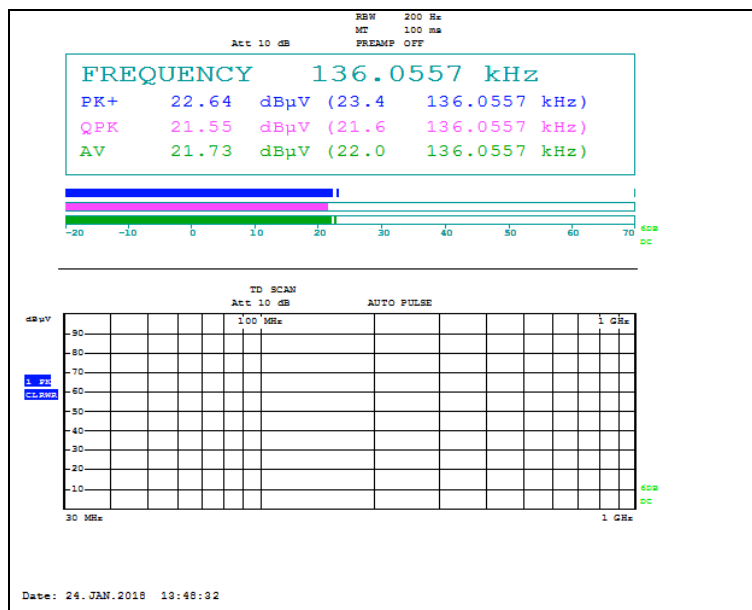 RBW 200 Hz
MT 100 ms
Att 10 dB PREAMP OFF
FREQUENCY 136.0557 kHz
PK+ 22.64 dBµV (23.4 136.0557 kHz)
QPK 21.55 dBµV (21.6 136.0557 kHz)
AV 21.73 dBµV (22.0 136.0557 kHz)
-20 -10 0 10 20 30 40 50 60 70
6DB
DC
TD SCAN
Att 10 dB AUTO PULSE
dBµV
100 MHz 1 GHz
90
80
70
1 PK
60
CLRWR
50
40
30
20
10
6DB
DC
30 MHz 1 GHz
Date: 24.JAN.2018 13:48:32